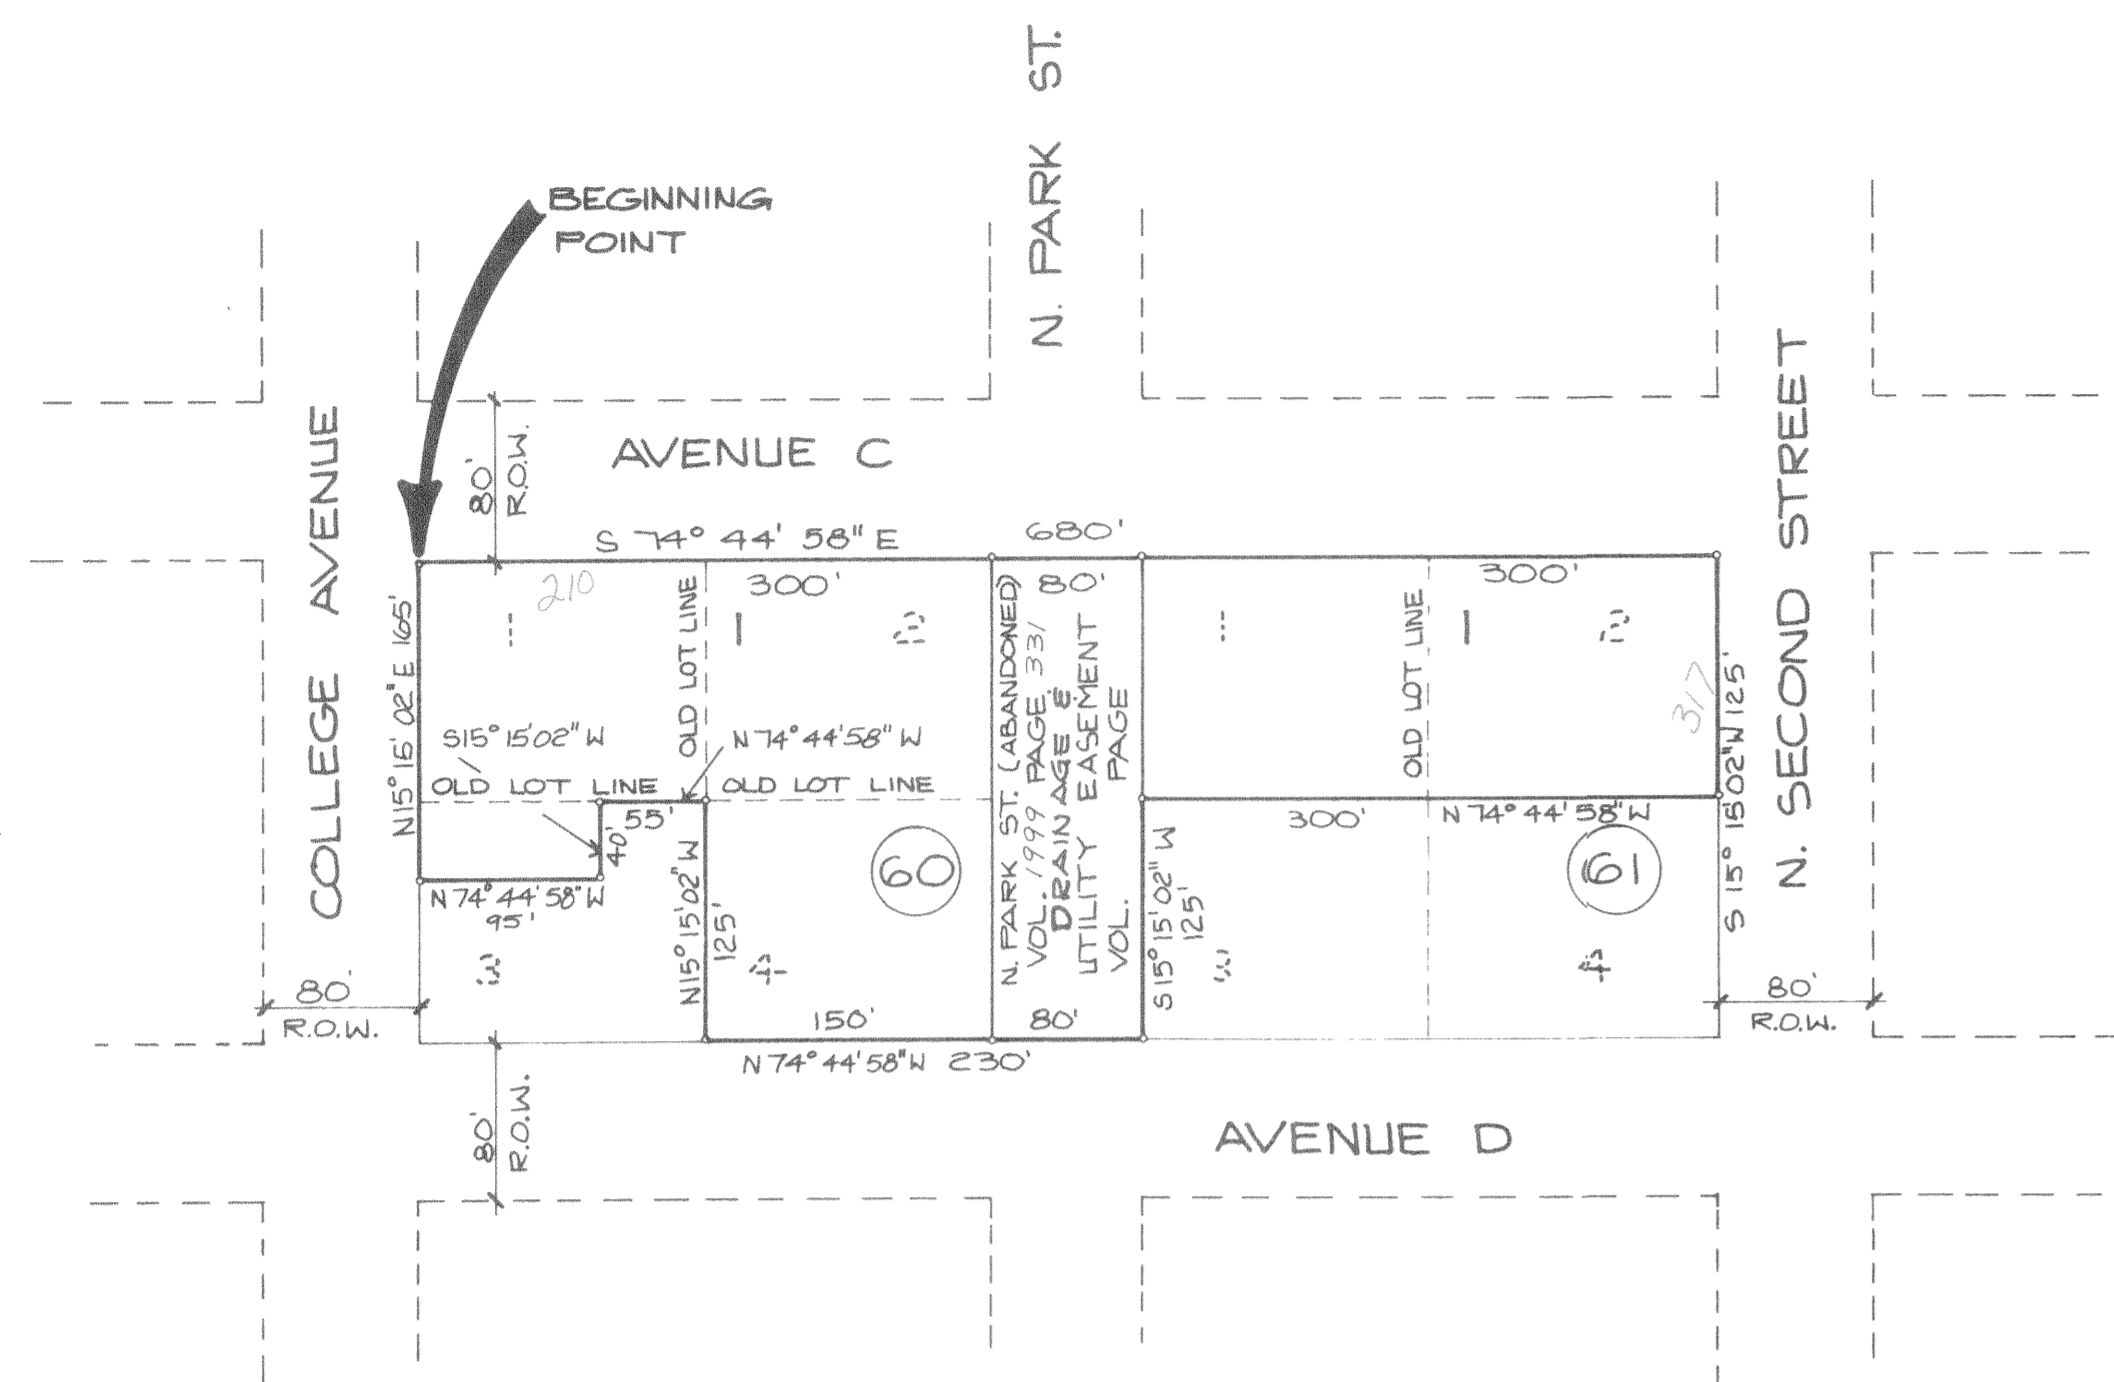 N. PARK ST.
BEGINNING
POINT
COLLEGE AVENUE
AVENUE C
80'
R.O.W.
N. SECOND STREET
S 74° 44' 58" E
680'
210
300'
80'
300'
1
2
1
2
OLD LOT LINE
OLD LOT LINE
N15° 15' 02" E 165'
N. PARK ST. (ABANDONED)
VOL. 1999 PAGE 331
DRAINAGE &
UTILITY EASEMENT
VOL. PAGE
317
S 15° 15' 02" W 125'
S15° 15' 02" W
N 74° 44' 58" W
OLD LOT LINE
OLD LOT LINE
55'
40'
300'
N 74° 44' 58" W
60
61
N 74° 44' 58" W
95'
N15° 15' 02" W
125'
S15° 15' 02" W
125'
3
4
3
4
80'
R.O.W.
150'
80'
80'
R.O.W.
N 74° 44' 58" W 230'
80'
R.O.W.
AVENUE D